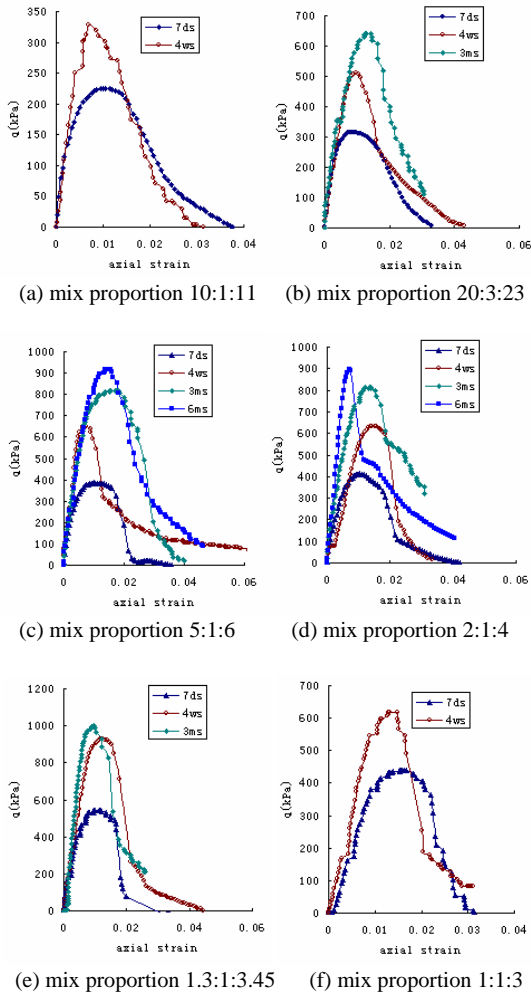 350
300
250
200
150
100
50
0
q(kPa)
7ds
4ws
0 0.01 0.02 0.03 0.04
axial strain
(a) mix proportion 10:1:11
700
600
500
400
300
200
100
0
q(kPa)
7ds
4ws
3ms
0 0.02 0.04 0.06
axial strain
(b) mix proportion 20:3:23
1000
900
800
700
600
500
400
300
200
100
0
q(kPa)
7ds
4ws
3ms
6ms
0 0.02 0.04 0.06
axial strain
(c) mix proportion 5:1:6
1000
900
800
700
600
500
400
300
200
100
0
q(kPa)
7ds
4ws
3ms
6ms
0 0.02 0.04 0.06
axial strain
(d) mix proportion 2:1:4
1200
1000
800
600
400
200
0
q(kPa)
7ds
4ws
3ms
0 0.02 0.04 0.06
axial strain
(e) mix proportion 1.3:1:3.45
700
600
500
400
300
200
100
0
q(kPa)
7ds
4ws
0 0.01 0.02 0.03 0.04
axial strain
(f) mix proportion 1:1:3